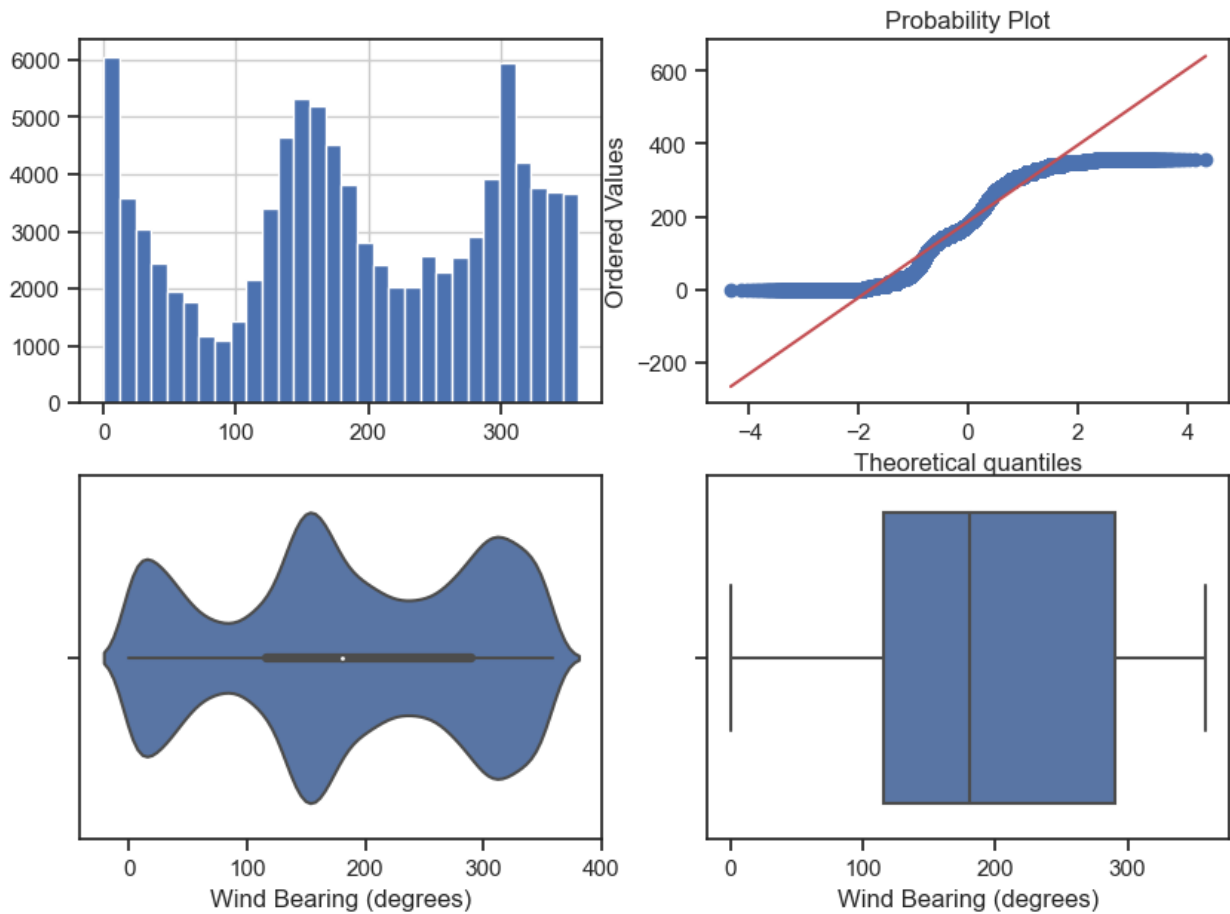 Probability Plot
6000
5000
4000
3000
2000
1000
0
0 100 200 300
Ordered Values
600
400
200
0
−200
−4 −2 0 2 4
Theoretical quantiles
0 100 200 300 400
Wind Bearing (degrees)
0 100 200 300
Wind Bearing (degrees)